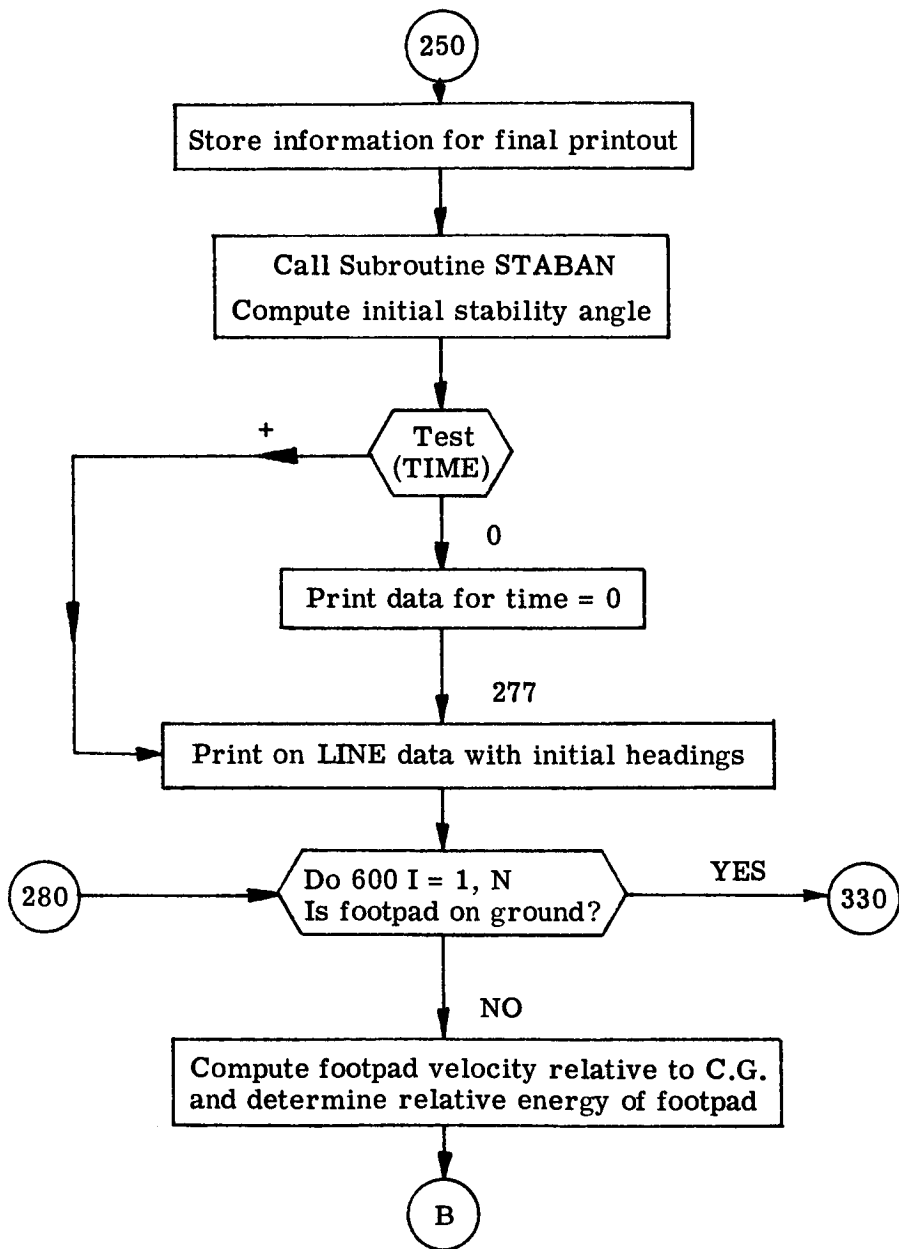 250
Store information for final printout
Call Subroutine STABAN
Compute initial stability angle
+
Test
(TIME)
0
Print data for time = 0
277
Print on LINE data with initial headings
280
Do 600 I = 1, N
Is footpad on ground?
YES
330
NO
Compute footpad velocity relative to C.G.
and determine relative energy of footpad
B